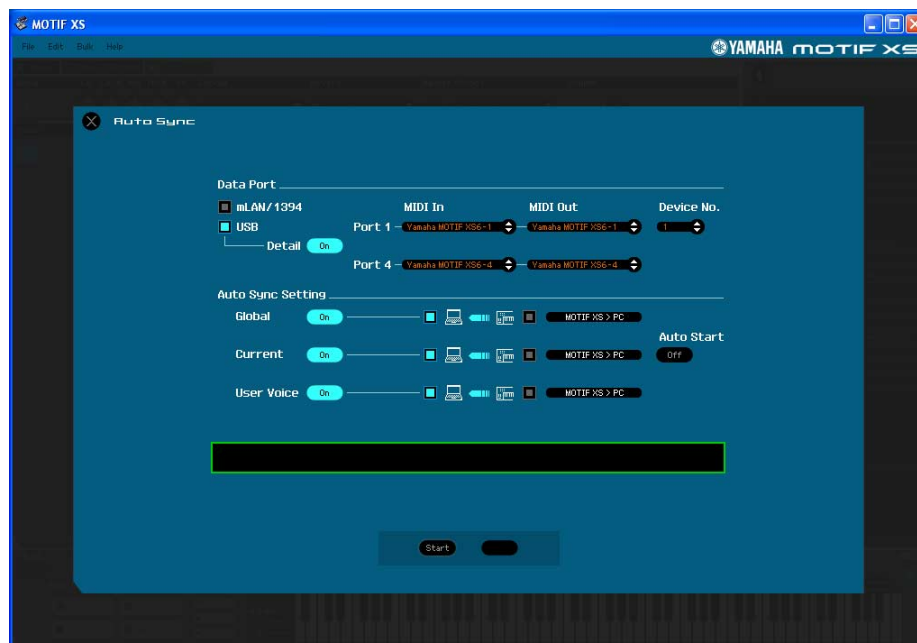 MOTIF XS
File Edit Bulk Help
YAMAHA MOTIF XS
Auto Sync
Data Port
mLAN/1394 MIDI In MIDI Out Device No.
USB Port 1 Yamaha MOTIF XS6-1 Yamaha MOTIF XS6-1 1
Detail On
Port 4 Yamaha MOTIF XS6-4 Yamaha MOTIF XS6-4
Auto Sync Setting
Global On MOTIF XS > PC
Auto Start
Current On MOTIF XS > PC Off
User Voice On MOTIF XS > PC
Start